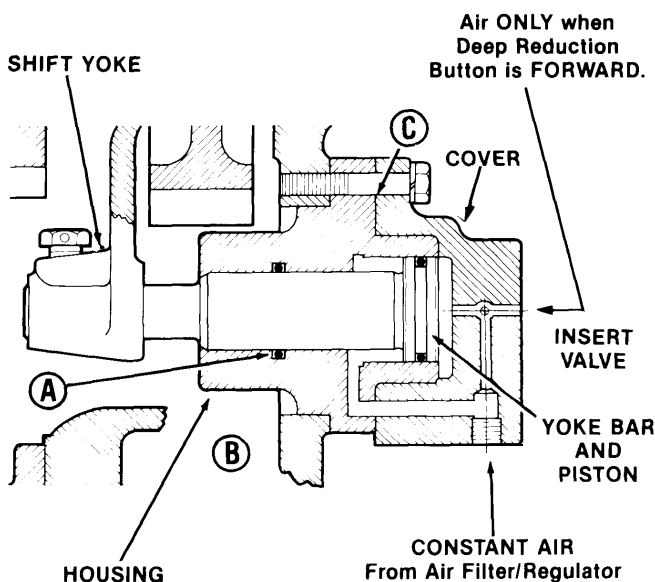 Air ONLY when
Deep Reduction
Button is FORWARD.
SHIFT YOKE
C
COVER
INSERT
VALVE
A
B
YOKE BAR
AND
PISTON
HOUSING
CONSTANT AIR
From Air Filter/Regulator